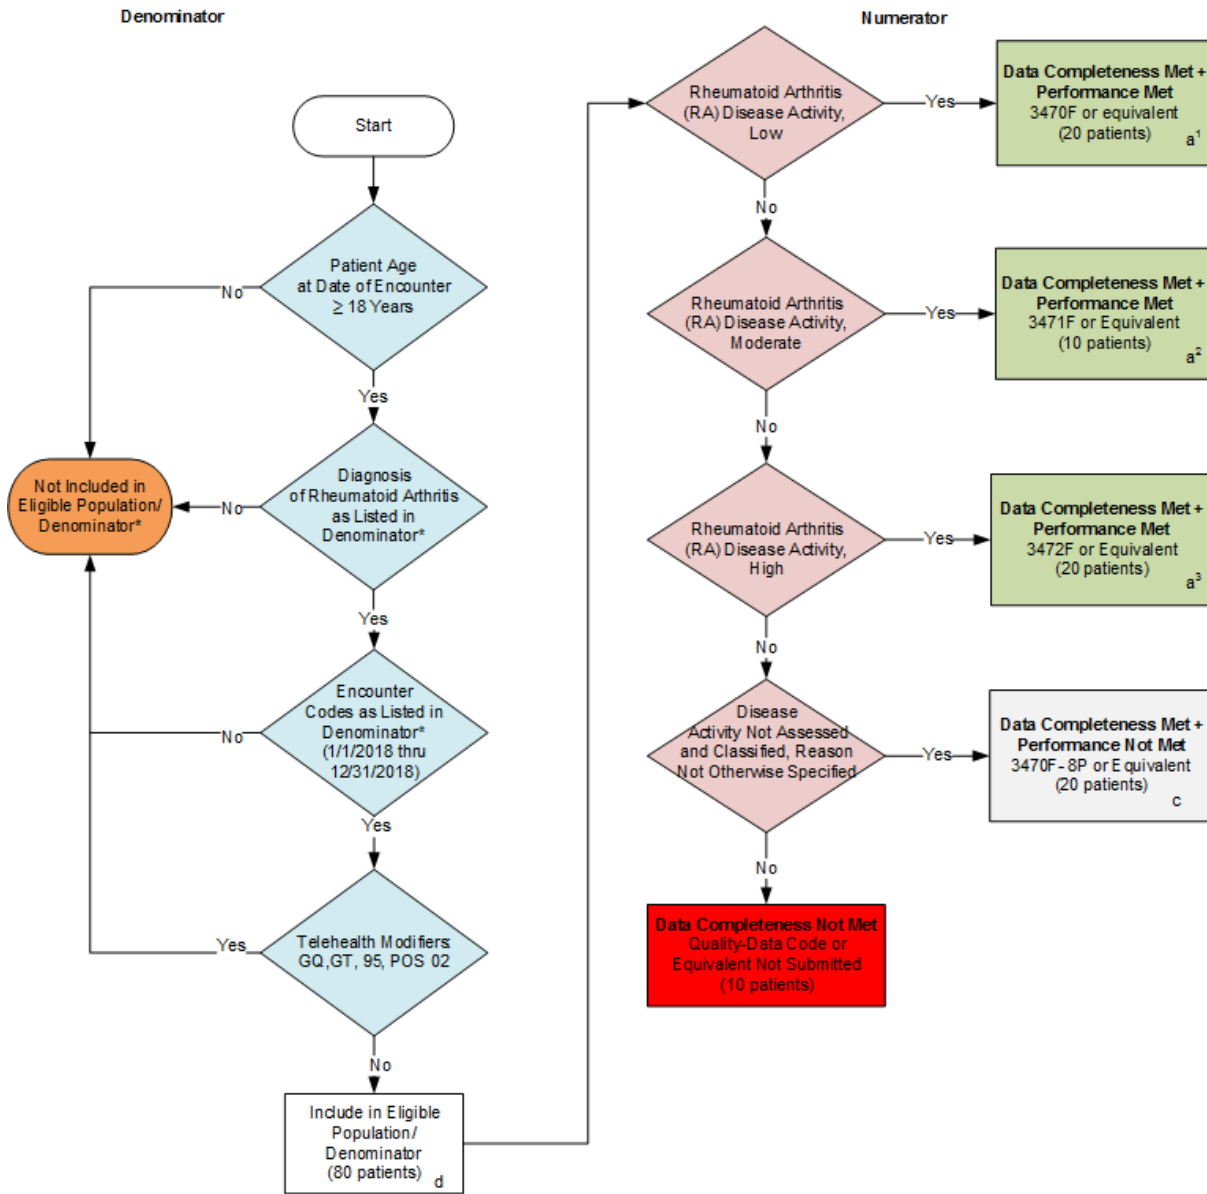 Denominator
Start
Patient Age
at Date of Encounter
≥ 18 Years
No
Yes
Diagnosis
of Rheumatoid Arthritis
as Listed in
Denominator*
No
Not Included in
Eligible Population/
Denominator*
Yes
Encounter
Codes as Listed in
Denominator*
(1/1/2018 thru
12/31/2018)
No
Yes
Telehealth Modifiers:
GQ,GT, 95, POS 02
Yes
No
Include in Eligible
Population/
Denominator
(80 patients)
d
Numerator
Rheumatoid Arthritis
(RA) Disease Activity,
Low
Yes
Data Completeness Met +
Performance Met
3470F or equivalent
(20 patients)
a1
No
Rheumatoid Arthritis
(RA) Disease Activity,
Moderate
Yes
Data Completeness Met +
Performance Met
3471F or Equivalent
(10 patients)
a2
No
Rheumatoid Arthritis
(RA) Disease Activity,
High
Yes
Data Completeness Met +
Performance Met
3472F or Equivalent
(20 patients)
a3
No
Disease
Activity Not Assessed
and Classified, Reason
Not Otherwise Specified
Yes
Data Completeness Met +
Performance Not Met
3470F-8P or Equivalent
(20 patients)
c
No
Data Completeness Not Met
Quality-Data Code or
Equivalent Not Submitted
(10 patients)